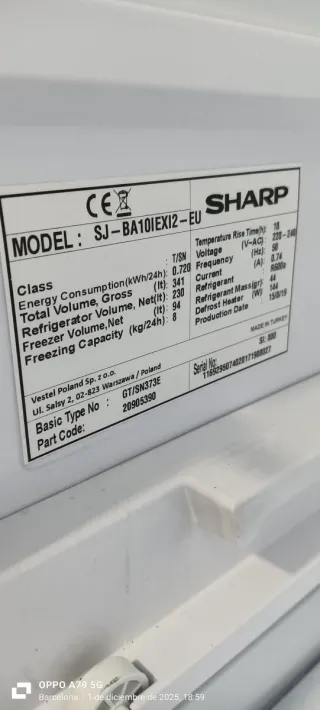 CE
SHARP
MODEL : SJ-BA10IEXI2-EU
Class : T/SN
Energy Consumption(kWh/24h): 0.720
Total Volume, Gross (lt): 341
Refrigerator Volume, Net(lt): 230
Freezer Volume,Net (lt): 94
Freezing Capacity (kg/24h): 8
Temperature Rise Time(h): 18
Voltage (V-AC): 220-240
Frequency (Hz): 50
Current (A): 0.74
Refrigerant : R600a
Refrigerant Mass(gr): 44
Defrost Heater (W) 144
Production Date : 15/8/19
MADE IN TURKEY
Vestel Poland Sp. z o.o.
Ul. Salsy 2, 02-823 Warszawa / Poland
Basic Type No : GT/SN373E
Part Code: 20905390
Serial No:
OPPO A79 5G
Barcelona 1 de diciembre de 2025, 18:59